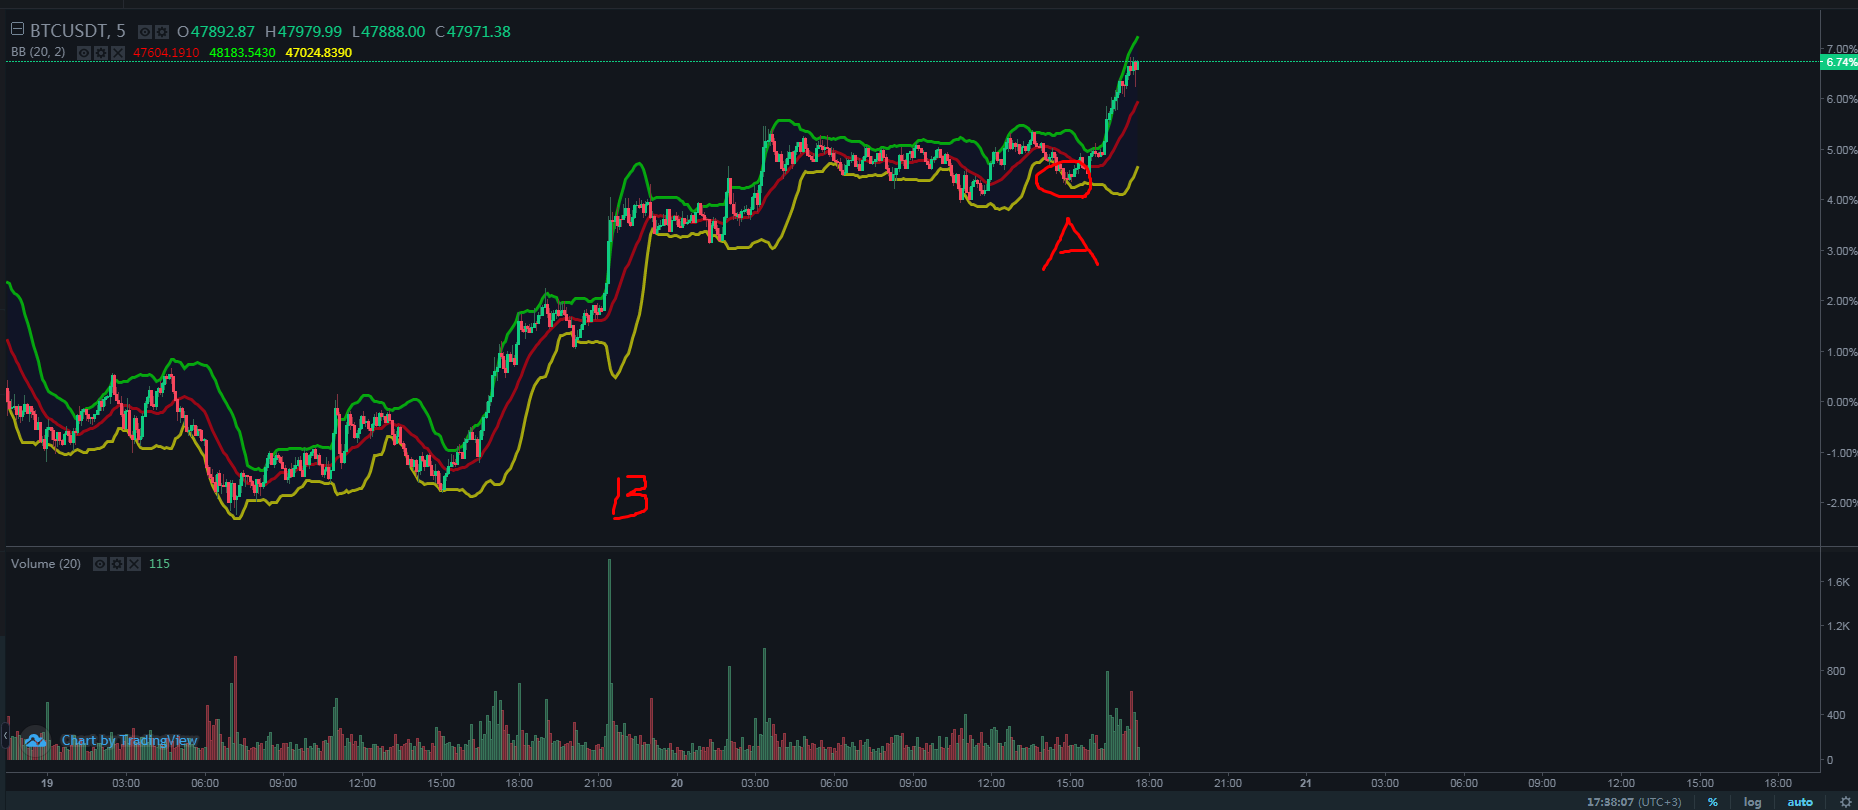 BTCUSDT, 5 O47892.87 H47979.99 L47888.00 C47971.38
BB (20, 2) 47604.1910 48183.5430 47024.8390
7.00%
6.74%
6.00%
5.00%
4.00%
3.00%
2.00%
1.00%
0.00%
-1.00%
-2.00%
A
B
Volume (20) 115
1.6K
1.2K
800
400
0
Chart by TradingView
19 03:00 06:00 09:00 12:00 15:00 18:00 21:00 20 03:00 06:00 09:00 12:00 15:00 18:00 21:00 21 03:00 06:00 09:00 12:00 15:00 18:00
17:38:07 (UTC+3) % log auto